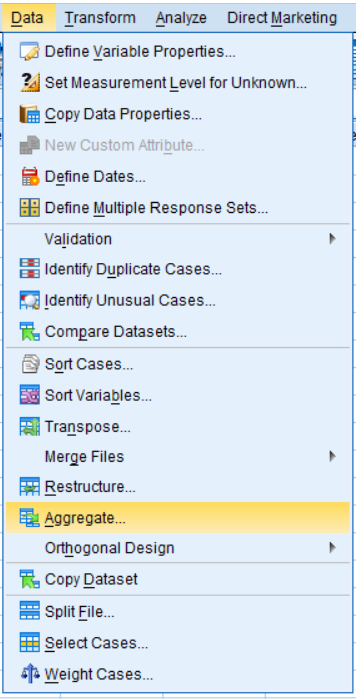 Data Transform Analyze Direct Marketing
Define Variable Properties...
Set Measurement Level for Unknown...
Copy Data Properties...
New Custom Attribute...
Define Dates...
Define Multiple Response Sets...
Validation
Identify Duplicate Cases...
Identify Unusual Cases...
Compare Datasets...
Sort Cases...
Sort Variables...
Transpose...
Merge Files
Restructure...
Aggregate...
Orthogonal Design
Copy Dataset
Split File...
Select Cases...
Weight Cases...